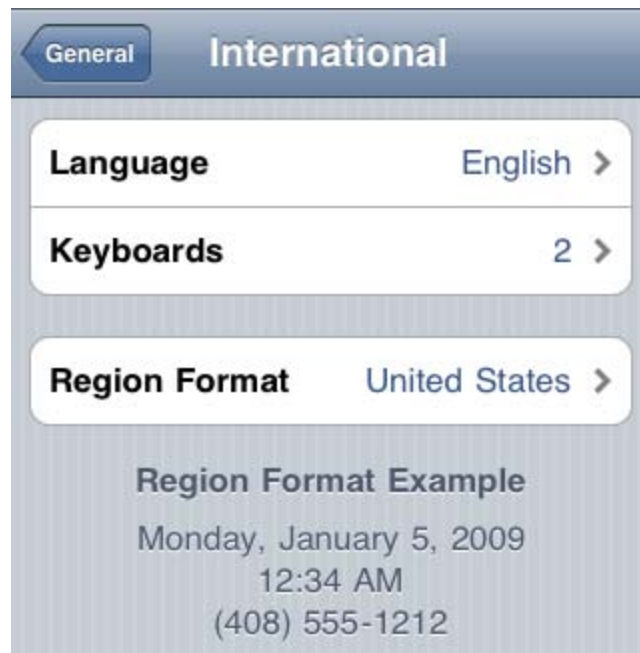 General
International
Language English
Keyboards 2
Region Format United States
Region Format Example
Monday, January 5, 2009
12:34 AM
(408) 555-1212